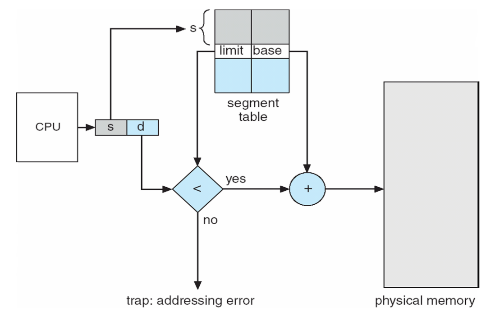 s
limit base
segment
table
CPU
s d
<
yes
+
no
trap: addressing error
physical memory